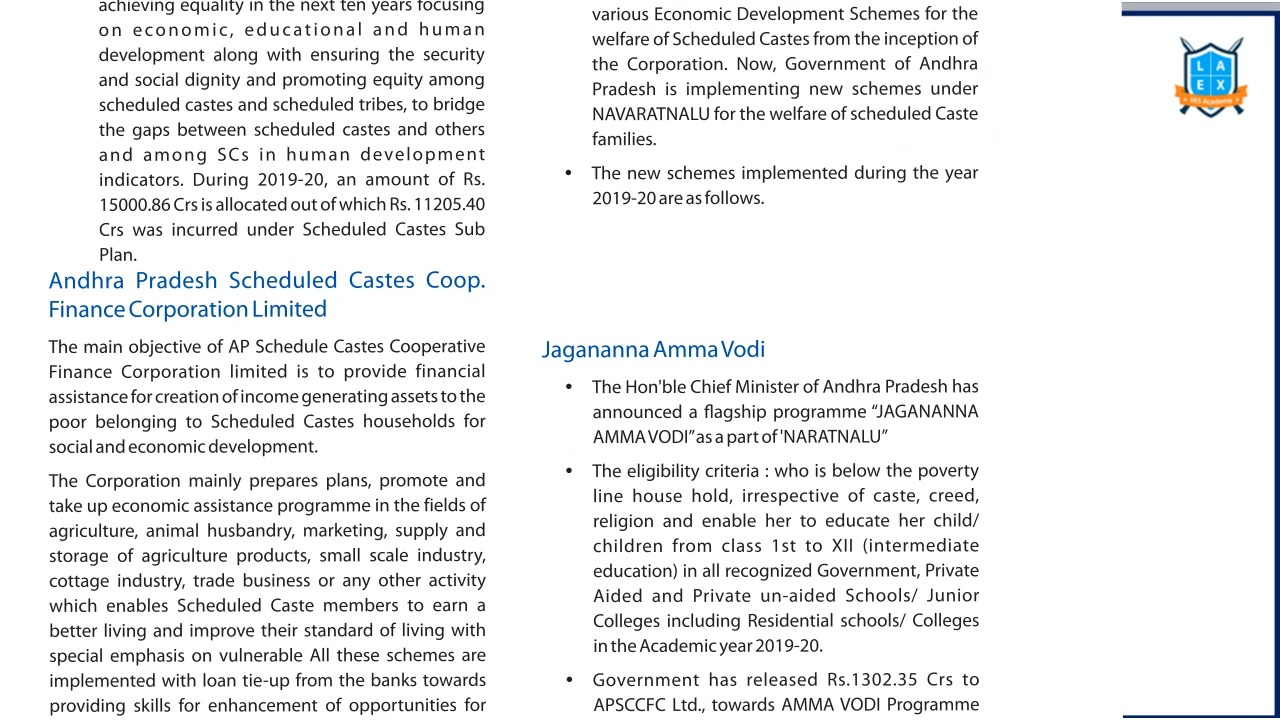 achieving equality in the next ten years focusing
on economic, educational and human
development along with ensuring the security
and social dignity and promoting equity among
scheduled castes and scheduled tribes, to bridge
the gaps between scheduled castes and others
and among SCs in human development
indicators. During 2019-20, an amount of Rs.
15000.86 Crs is allocated out of which Rs. 11205.40
Crs was incurred under Scheduled Castes Sub
Plan.
Andhra Pradesh Scheduled Castes Coop.
Finance Corporation Limited
The main objective of AP Schedule Castes Cooperative
Finance Corporation limited is to provide financial
assistance for creation of income generating assets to the
poor belonging to Scheduled Castes households for
social and economic development.
The Corporation mainly prepares plans, promote and
take up economic assistance programme in the fields of
agriculture, animal husbandry, marketing, supply and
storage of agriculture products, small scale industry,
cottage industry, trade business or any other activity
which enables Scheduled Caste members to earn a
better living and improve their standard of living with
special emphasis on vulnerable All these schemes are
implemented with loan tie-up from the banks towards
providing skills for enhancement of opportunities for
various Economic Development Schemes for the
welfare of Scheduled Castes from the inception of
the Corporation. Now, Government of Andhra
Pradesh is implementing new schemes under
NAVARATNALU for the welfare of scheduled Caste
families.
• The new schemes implemented during the year
2019-20 are as follows.
Jagananna Amma Vodi
• The Hon'ble Chief Minister of Andhra Pradesh has
announced a flagship programme “JAGANANNA
AMMA VODI” as a part of 'NARATNALU”
• The eligibility criteria : who is below the poverty
line house hold, irrespective of caste, creed,
religion and enable her to educate her child/
children from class 1st to XII (intermediate
education) in all recognized Government, Private
Aided and Private un-aided Schools/ Junior
Colleges including Residential schools/ Colleges
in the Academic year 2019-20.
• Government has released Rs.1302.35 Crs to
APSCCFC Ltd., towards AMMA VODI Programme
L A
E X
IAS Academy